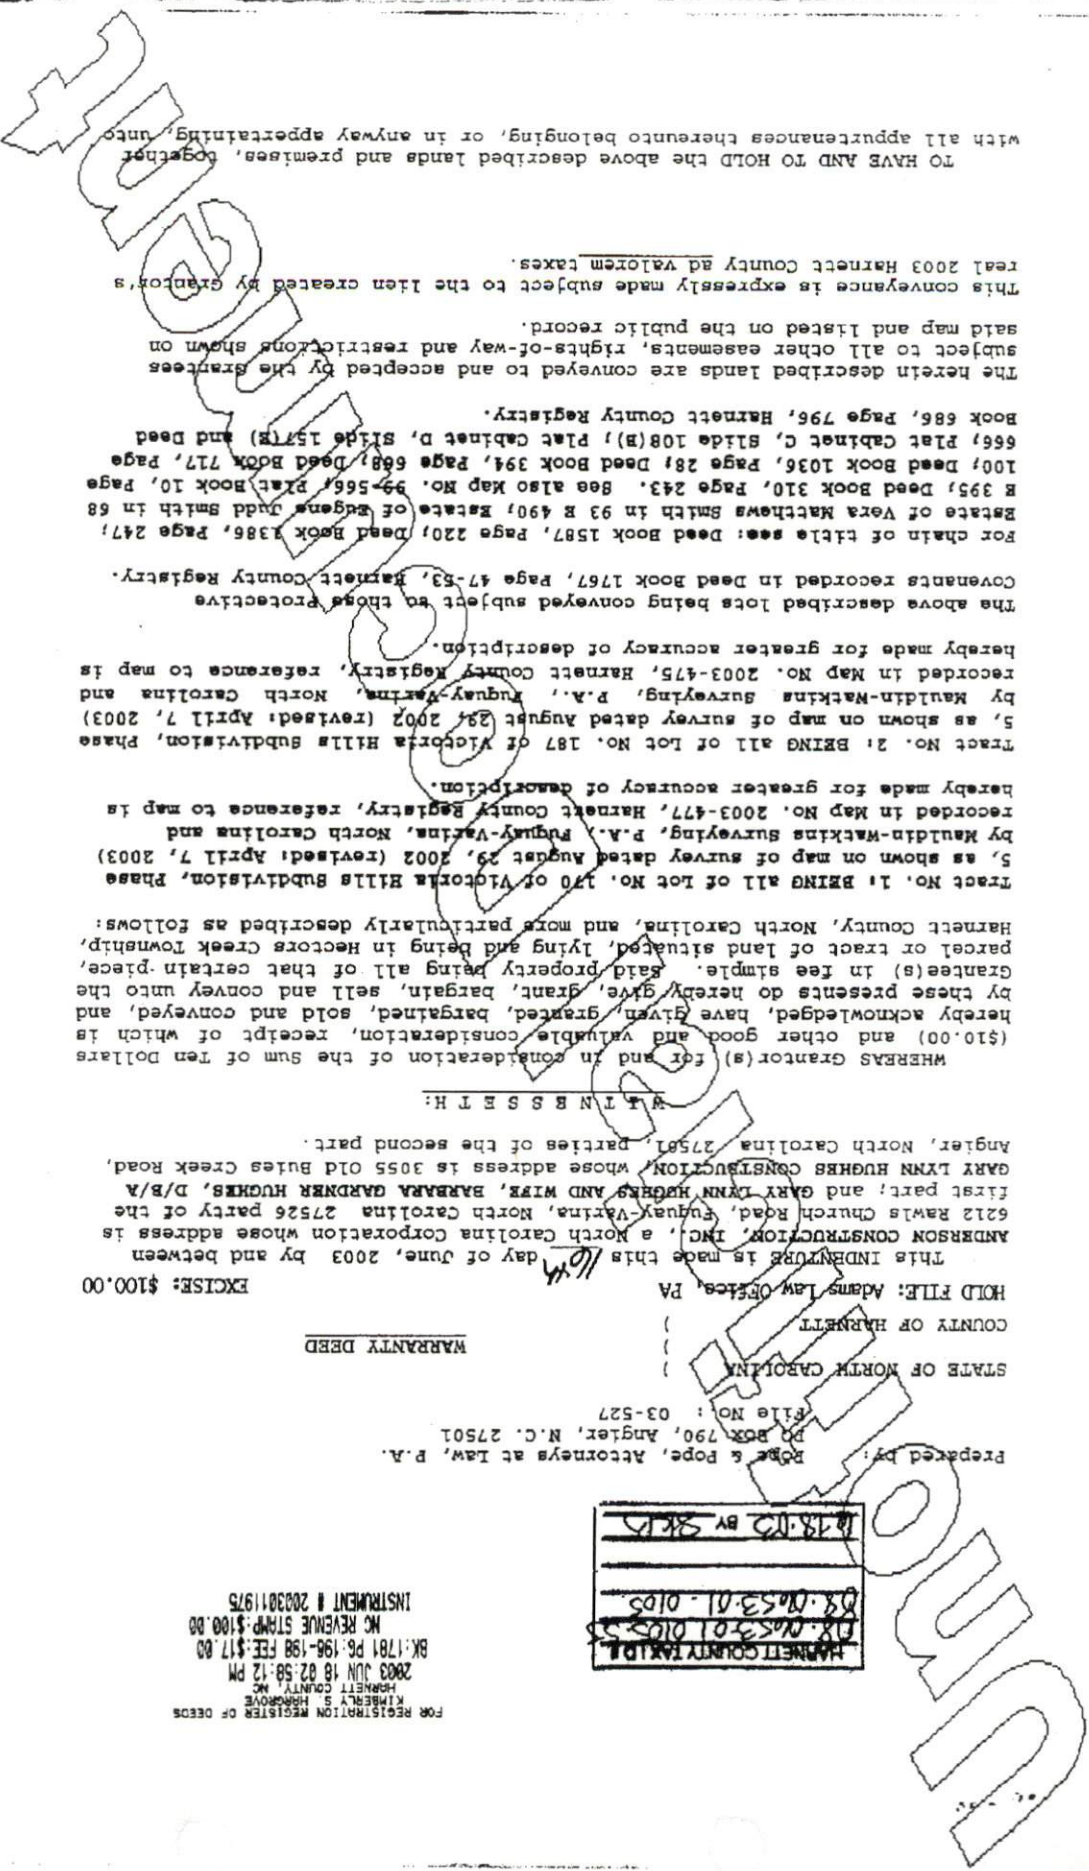 FOR REGISTRATION REGISTER OF DEEDS
KIMBERLY S. HARGROVE
HARNETT COUNTY, NC
2003 JUN 18 02:58:12 PM
BK:1781 PG:196-198 FEE:$17.00
NC REVENUE STAMP:$100.00
INSTRUMENT # 2003011975
HARNETT COUNTY TAX ID #
08.0653.01.0105.53
08.0653.01.0105
6.18.03 BY SKB
Prepared by: Pope & Pope, Attorneys at Law, P.A.
PO Box 790, Angier, N.C. 27501
File No.: 03-527
STATE OF NORTH CAROLINA )
)
COUNTY OF HARNETT )
WARRANTY DEED
HOLD FILE: Adams Law Offices, PA EXCISE: $100.00
This INDENTURE is made this 16th day of June, 2003 by and between
ANDERSON CONSTRUCTION, INC., a North Carolina Corporation whose address is
6212 Rawls Church Road, Fuquay-Varina, North Carolina 27526 party of the
first part; and GARY LYNN HUGHES AND WIFE, BARBARA GARDNER HUGHES, D/B/A
GARY LYNN HUGHES CONSTRUCTION, whose address is 3055 Old Buies Creek Road,
Angier, North Carolina 27501, parties of the second part.
W I T N E S S E T H:
WHEREAS Grantor(s) for and in consideration of the Sum of Ten Dollars
($10.00) and other good and valuable consideration, receipt of which is
hereby acknowledged, have given, granted, bargained, sold and conveyed, and
by these presents do hereby give, grant, bargain, sell and convey unto the
Grantee(s) in fee simple. Said property being all of that certain piece,
parcel or tract of land situated, lying and being in Hectors Creek Township,
Harnett County, North Carolina, and more particularly described as follows:
Tract No. 1: BEING all of Lot No. 170 of Victoria Hills Subdivision, Phase
5, as shown on map of survey dated August 29, 2002 (revised: April 7, 2003)
by Mauldin-Watkins Surveying, P.A., Fuquay-Varina, North Carolina and
recorded in Map No. 2003-477, Harnett County Registry, reference to map is
hereby made for greater accuracy of description.
Tract No. 2: BEING all of Lot No. 187 of Victoria Hills Subdivision, Phase
5, as shown on map of survey dated August 29, 2002 (revised: April 7, 2003)
by Mauldin-Watkins Surveying, P.A., Fuquay-Varina, North Carolina and
recorded in Map No. 2003-475, Harnett County Registry, reference to map is
hereby made for greater accuracy of description.
The above described lots being conveyed subject to those Protective
Covenants recorded in Deed Book 1767, Page 47-53, Harnett County Registry.
For chain of title see: Deed Book 1587, Page 220; Deed Book 1386, Page 247;
Estate of Vera Matthews Smith in 93 E 490; Estate of Eugene Judd Smith in 68
E 395; Deed Book 310, Page 243. See also Map No. 99-566; Plat Book 10, Page
100; Deed Book 1036, Page 28; Deed Book 394, Page 668; Deed Book 717, Page
666; Plat Cabinet C, Slide 108(B); Plat Cabinet D, Slide 157(E) and Deed
Book 686, Page 796, Harnett County Registry.
The herein described lands are conveyed to and accepted by the Grantees
subject to all other easements, rights-of-way and restrictions shown on
said map and listed on the public record.
This conveyance is expressly made subject to the lien created by Grantor's
real 2003 Harnett County ad valorem taxes.
TO HAVE AND TO HOLD the above described lands and premises, together
with all appurtenances thereunto belonging, or in anyway appertaining, unto
unofficial document